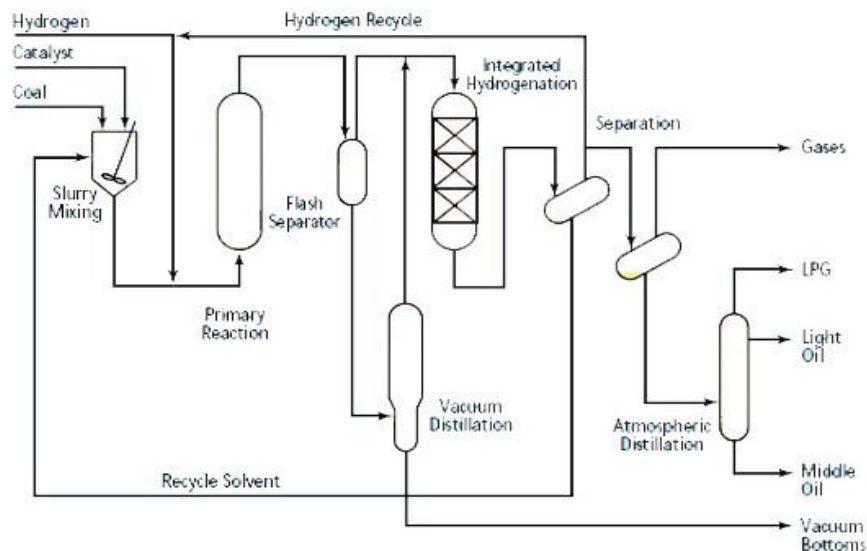 Hydrogen
Hydrogen Recycle
Catalyst
Integrated
Hydrogenation
Coal
Separation
Gases
Slurry
Mixing
Flash
Separator
LPG
Primary
Reaction
Light
Oil
Vacuum
Distillation
Atmospheric
Distillation
Recycle Solvent
Middle
Oil
Vacuum
Bottoms